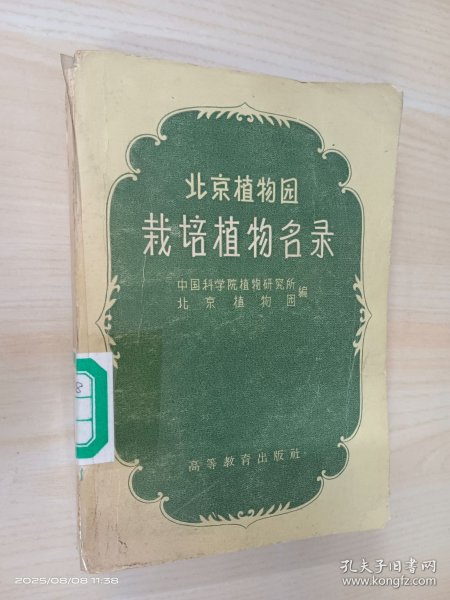 北京植物园
栽培植物名录
中国科学院植物研究所
北京植物园
编
高等教育出版社
2025/08/08 11:38
孔夫子旧书网
www.kongfz.com